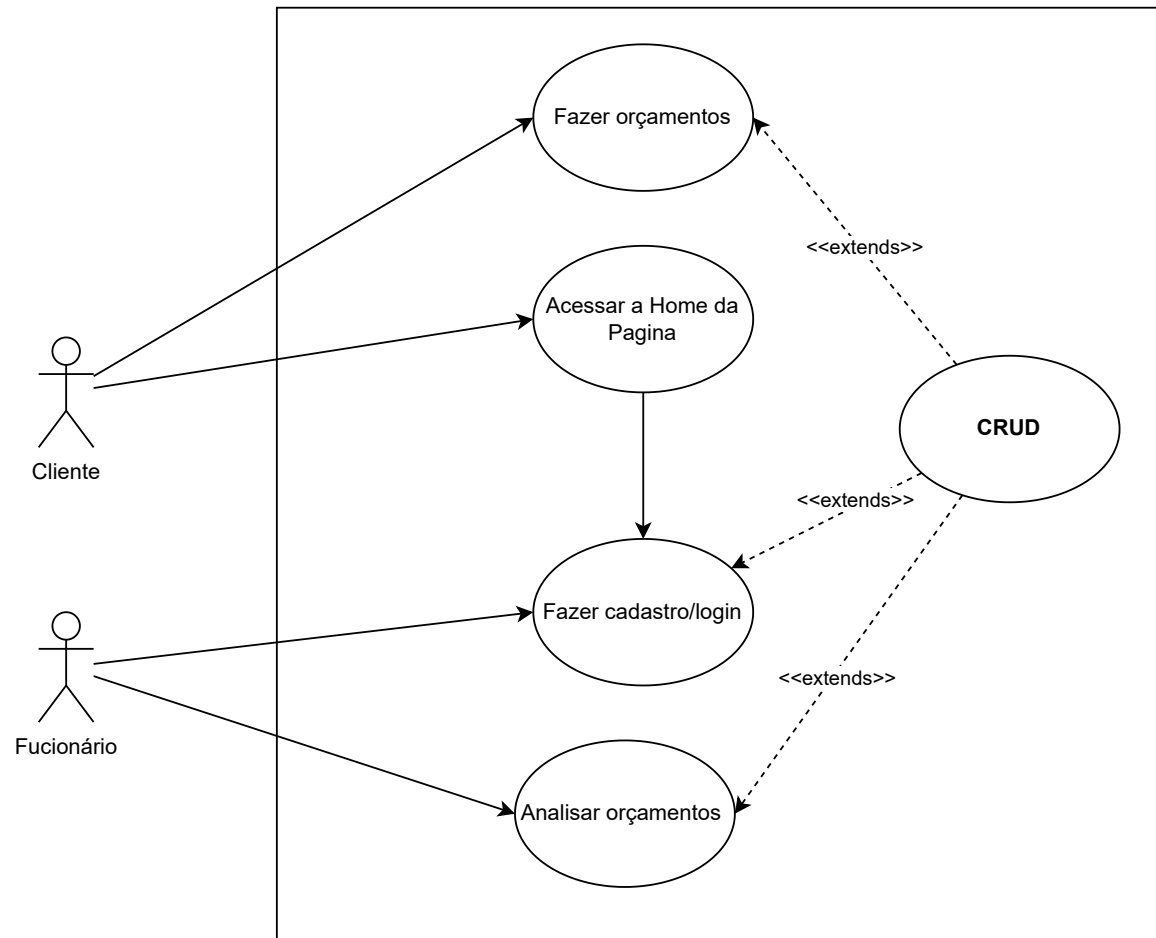 Fazer orçamentos
<<extends>>
Acessar a Home da
Pagina
CRUD
Cliente
<<extends>>
Fazer cadastro/login
<<extends>>
Fucionário
Analisar orçamentos